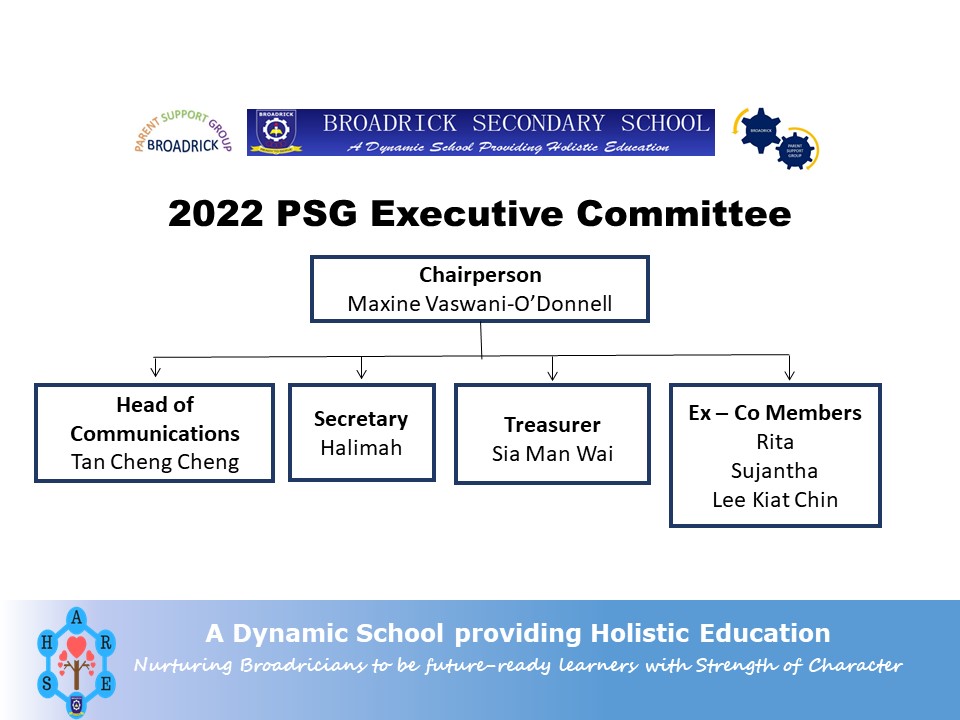 PARENT SUPPORT GROUP
BROADRICK
BROADRICK
BROADRICK SECONDARY SCHOOL
A Dynamic School Providing Holistic Education
BROADRICK
PARENT
SUPPORT
GROUP
2022 PSG Executive Committee
Chairperson
Maxine Vaswani-O’Donnell
Head of
Communications
Tan Cheng Cheng
Secretary
Halimah
Treasurer
Sia Man Wai
Ex – Co Members
Rita
Sujantha
Lee Kiat Chin
A
H
R
S
E
A Dynamic School providing Holistic Education
Nurturing Broadricians to be future-ready learners with Strength of Character